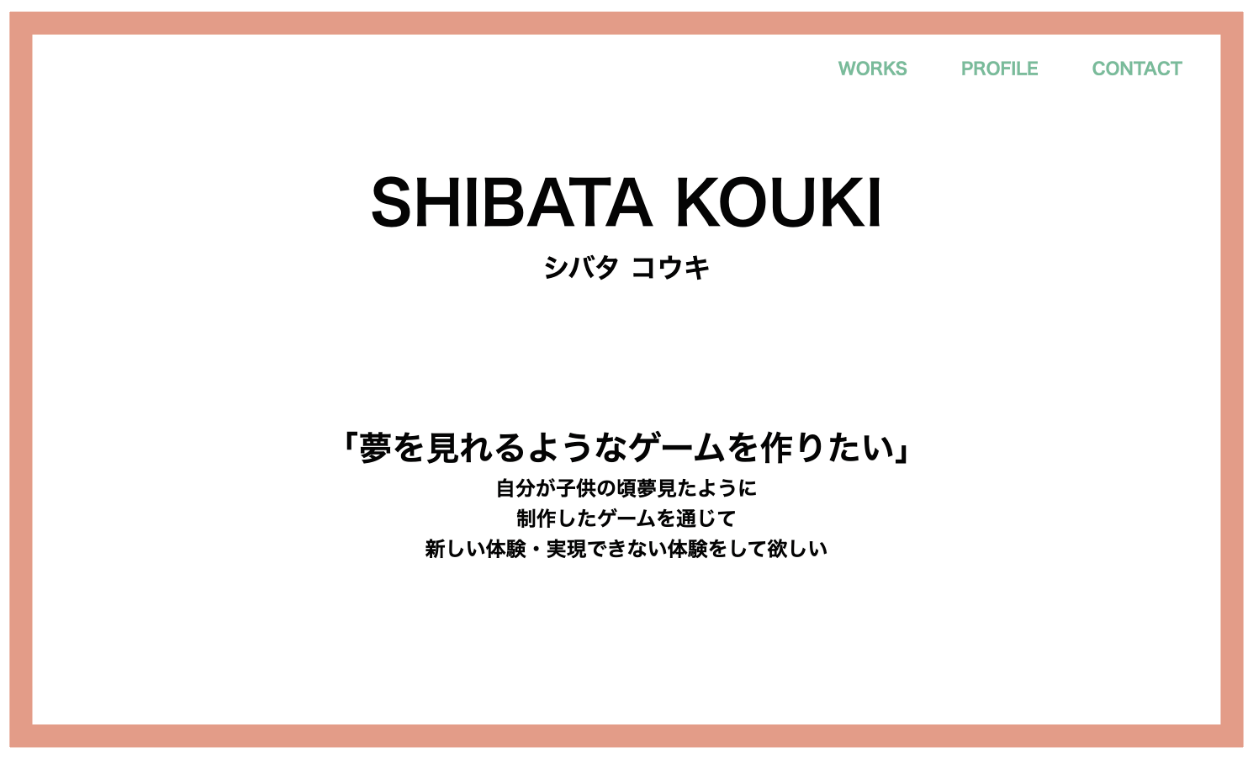 WORKS PROFILE CONTACT
SHIBATA KOUKI
シバタ コウキ
「夢を見れるようなゲームを作りたい」
自分が子供の頃夢見たように
制作したゲームを通じて
新しい体験・実現できない体験をして欲しい